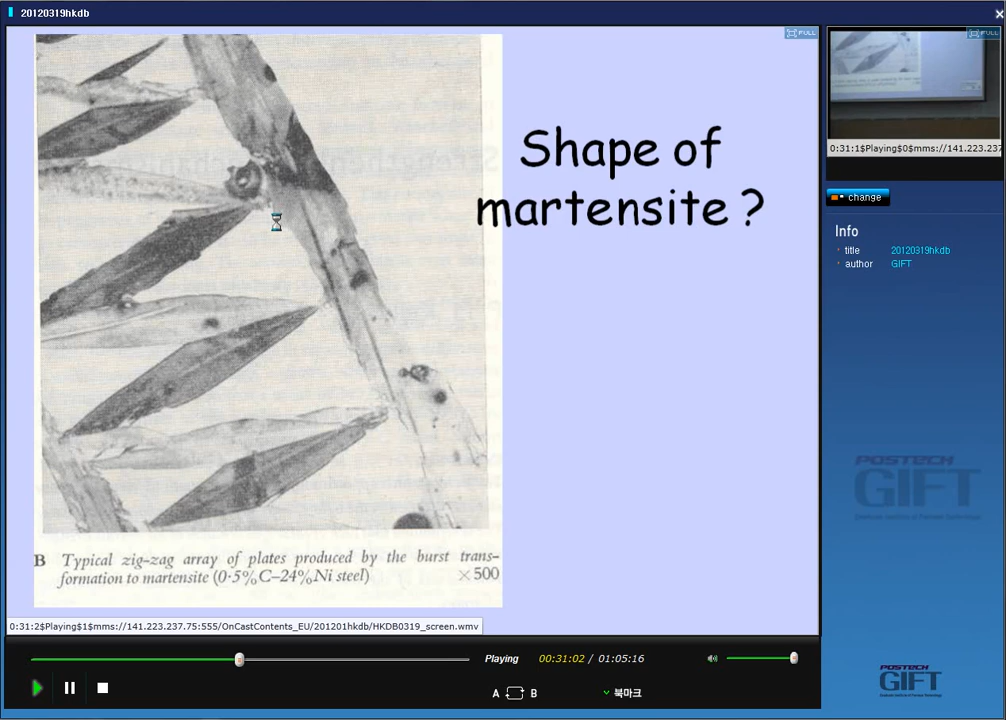 20120319hkdb
FULL
FULL
Shape of
martensite ?
0:31:1$Playing$0$mms://141.223.237
change
Info
title 20120319hkdb
author GIFT
POSTECH
GIFT
B Typical zig-zag array of plates produced by the burst trans-
formation to martensite (0·5%C–24%Ni steel) ×500
0:31:2$Playing$1$mms://141.223.237.75:555/OnCastContents_EU/201201hkdb/HKDB0319_screen.wmv
Playing 00:31:02 / 01:05:16
A B 북마크
POSTECH
GIFT